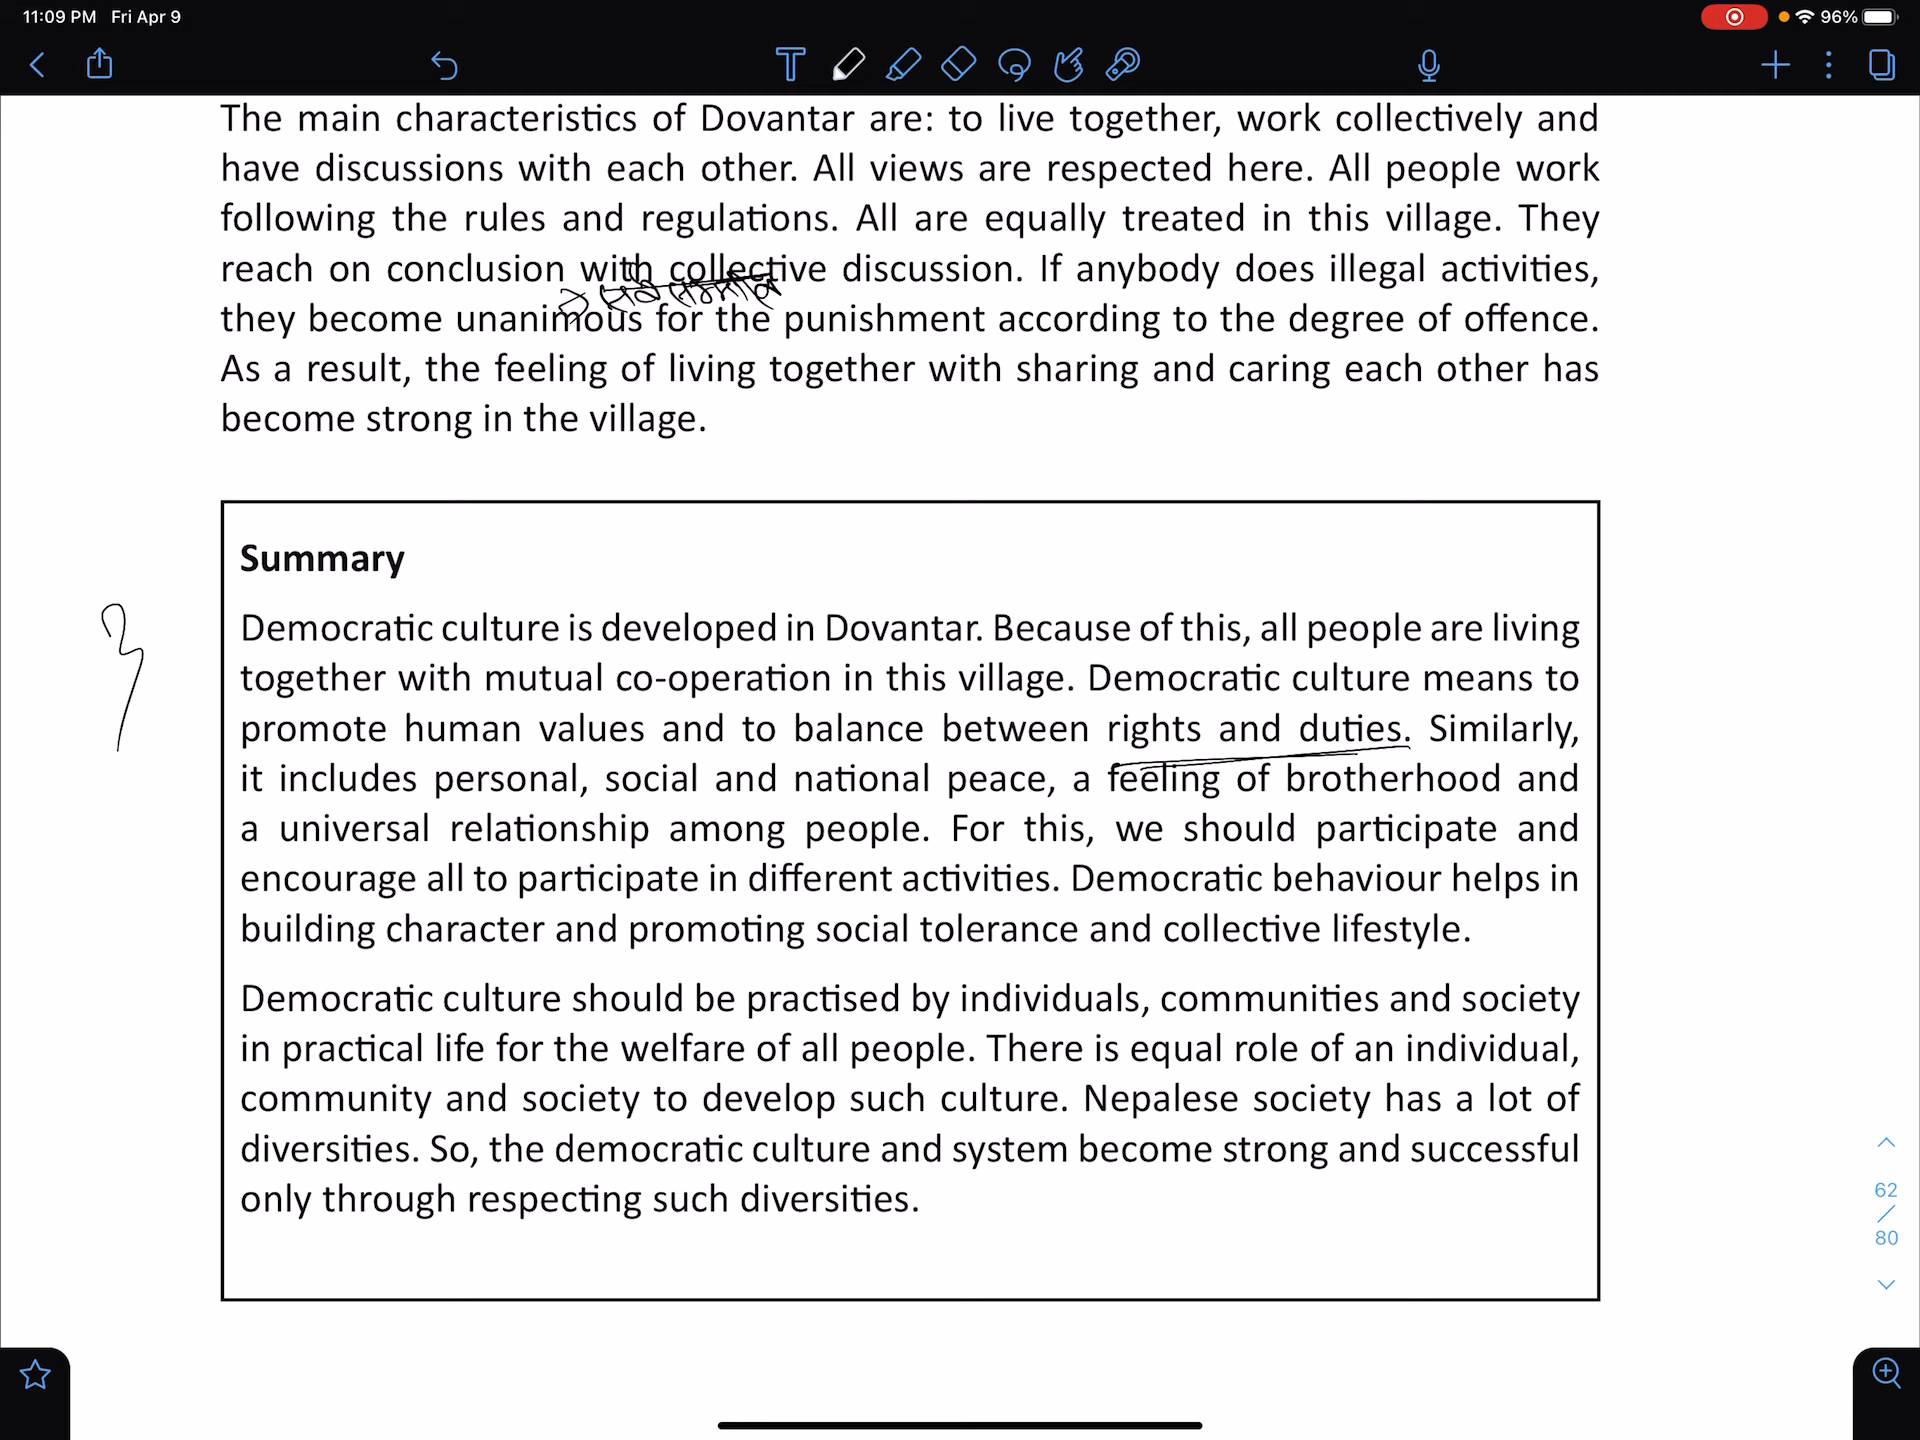 11:09 PM Fri Apr 9
96%
The main characteristics of Dovantar are: to live together, work collectively and
have discussions with each other. All views are respected here. All people work
following the rules and regulations. All are equally treated in this village. They
reach on conclusion with collective discussion. If anybody does illegal activities,
they become unanimous for the punishment according to the degree of offence.
As a result, the feeling of living together with sharing and caring each other has
become strong in the village.
Summary
Democratic culture is developed in Dovantar. Because of this, all people are living
together with mutual co-operation in this village. Democratic culture means to
promote human values and to balance between rights and duties. Similarly,
it includes personal, social and national peace, a feeling of brotherhood and
a universal relationship among people. For this, we should participate and
encourage all to participate in different activities. Democratic behaviour helps in
building character and promoting social tolerance and collective lifestyle.
Democratic culture should be practised by individuals, communities and society
in practical life for the welfare of all people. There is equal role of an individual,
community and society to develop such culture. Nepalese society has a lot of
diversities. So, the democratic culture and system become strong and successful
only through respecting such diversities.
62
/
80